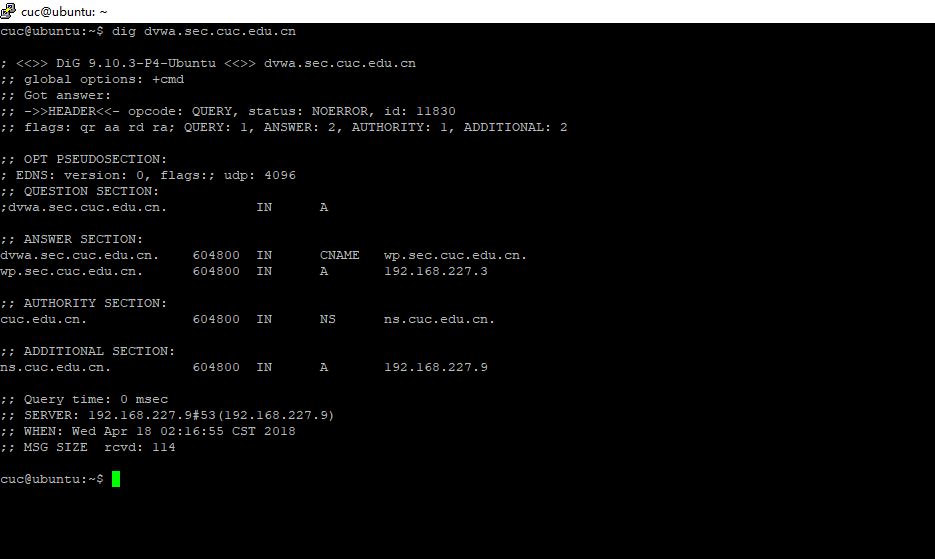 cuc@ubuntu: ~
cuc@ubuntu:~$ dig dvwa.sec.cuc.edu.cn
; <<>> DiG 9.10.3-P4-Ubuntu <<>> dvwa.sec.cuc.edu.cn
;; global options: +cmd
;; Got answer:
;; ->>HEADER<<- opcode: QUERY, status: NOERROR, id: 11830
;; flags: qr aa rd ra; QUERY: 1, ANSWER: 2, AUTHORITY: 1, ADDITIONAL: 2
;; OPT PSEUDOSECTION:
; EDNS: version: 0, flags:; udp: 4096
;; QUESTION SECTION:
;dvwa.sec.cuc.edu.cn. IN A
;; ANSWER SECTION:
dvwa.sec.cuc.edu.cn. 604800 IN CNAME wp.sec.cuc.edu.cn.
wp.sec.cuc.edu.cn. 604800 IN A 192.168.227.3
;; AUTHORITY SECTION:
cuc.edu.cn. 604800 IN NS ns.cuc.edu.cn.
;; ADDITIONAL SECTION:
ns.cuc.edu.cn. 604800 IN A 192.168.227.9
;; Query time: 0 msec
;; SERVER: 192.168.227.9#53(192.168.227.9)
;; WHEN: Wed Apr 18 02:16:55 CST 2018
;; MSG SIZE rcvd: 114
cuc@ubuntu:~$